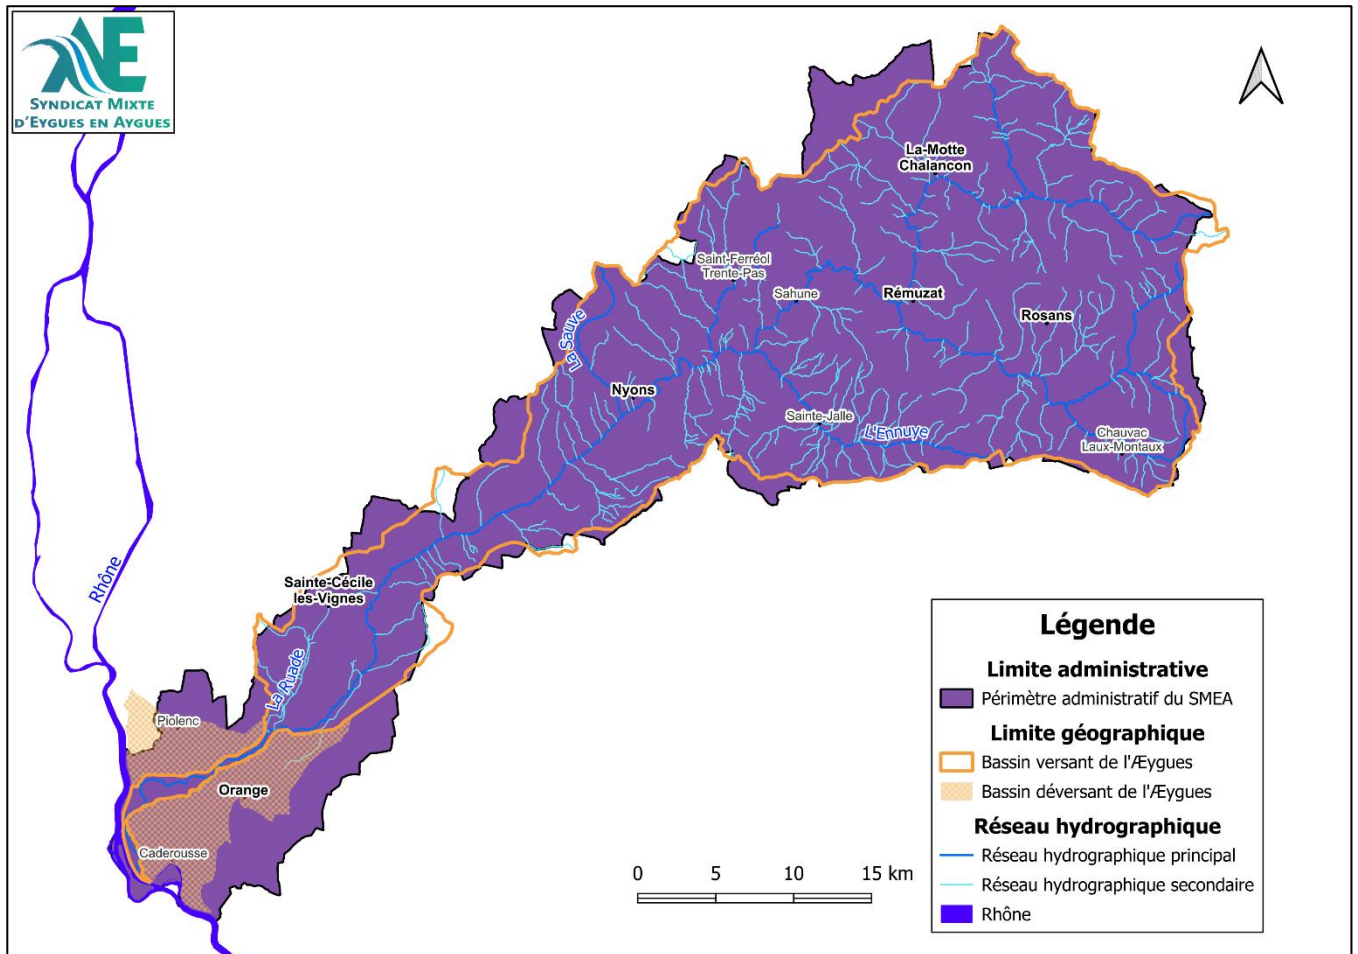 SYNDICAT MIXTE
D'EYGUES EN AYGUES
La-Motte
Chalancon
Saint-Ferréol
Trente-Pas
Sahune
Rémuzat
Rosans
La Sauve
Nyons
Sainte-Jalle
L'Ennuye
Chauvac
Laux-Montaux
Rhône
Sainte-Cécile
les-Vignes
La Ruade
Piolenc
Orange
Caderousse
0 5 10 15 km
Légende
Limite administrative
Périmètre administratif du SMEA
Limite géographique
Bassin versant de l'Æygues
Bassin déversant de l'Æygues
Réseau hydrographique
Réseau hydrographique principal
Réseau hydrographique secondaire
Rhône